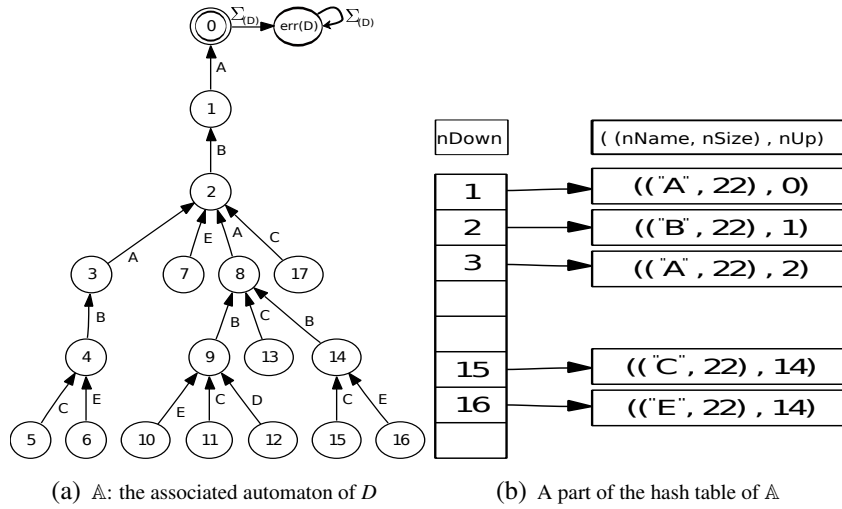 0 Σ(D) err(D) Σ(D)
A
1
B
2
A E A C
3 7 8 17
B B C B
4 9 13 14
C E E C D C E
5 6 10 11 12 15 16
(a) 𝔸: the associated automaton of D
nDown ( (nName, nSize) , nUp)
1 (("A" , 22) , 0)
2 (("B" , 22) , 1)
3 (("A" , 22) , 2)
15 (("C" , 22) , 14)
16 (("E" , 22) , 14)
(b) A part of the hash table of 𝔸